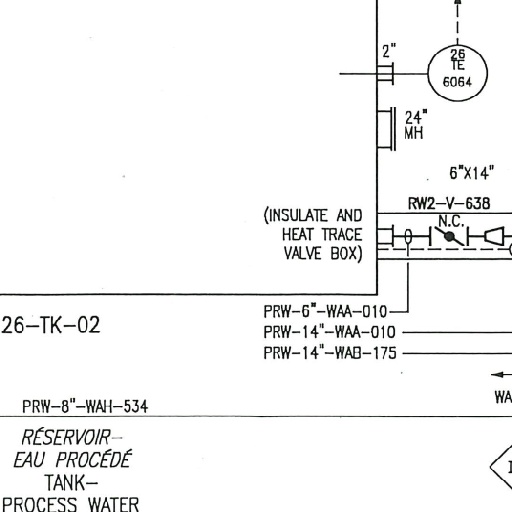 2"
26
TE
6064
24"
MH
6"X14"
RW2-V-638
N.C.
(INSULATE AND
HEAT TRACE
VALVE BOX)
PRW-6"-WAA-010
26-TK-02
PRW-14"-WAA-010
PRW-14"-WAB-175
WA
PRW-8"-WAH-534
RÉSERVOIR-
EAU PROCÉDÉ
TANK-
PROCESS WATER